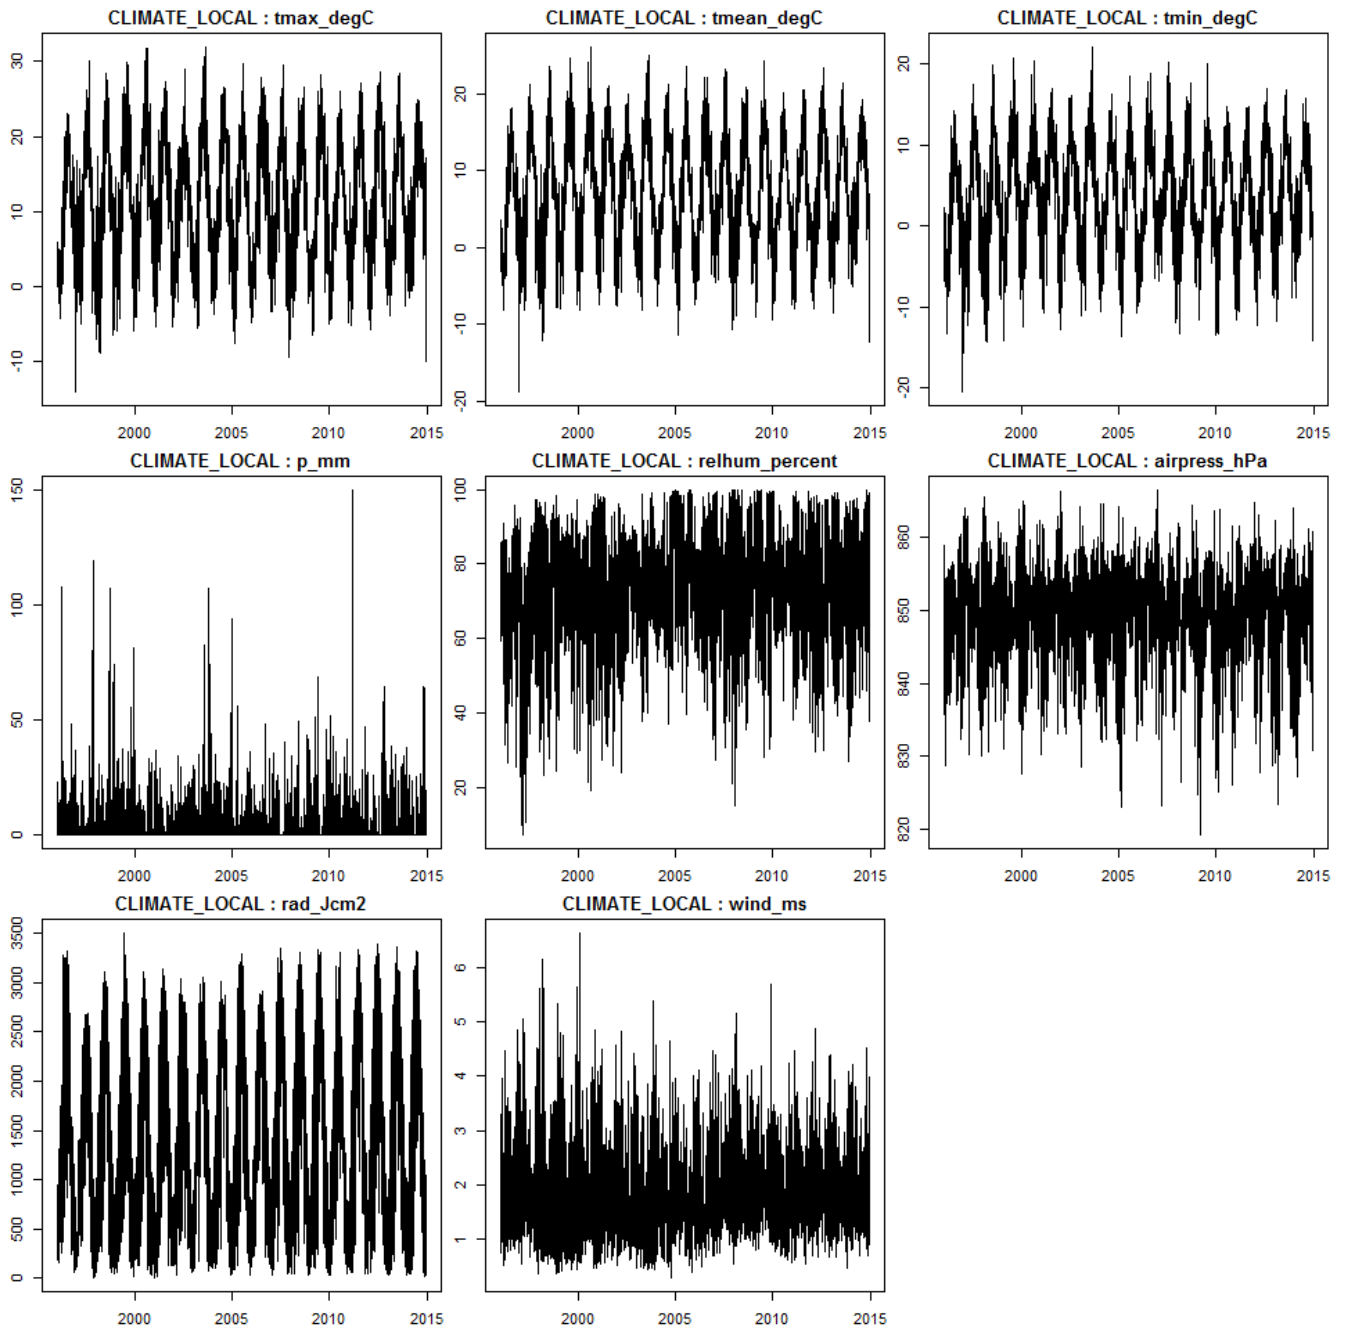 CLIMATE_LOCAL : tmax_degC
30
20
10
0
-10
2000 2005 2010 2015
CLIMATE_LOCAL : tmean_degC
20
10
0
-10
-20
2000 2005 2010 2015
CLIMATE_LOCAL : tmin_degC
20
10
0
-10
-20
2000 2005 2010 2015
CLIMATE_LOCAL : p_mm
150
100
50
0
2000 2005 2010 2015
CLIMATE_LOCAL : relhum_percent
100
80
60
40
20
2000 2005 2010 2015
CLIMATE_LOCAL : airpress_hPa
860
850
840
830
820
2000 2005 2010 2015
CLIMATE_LOCAL : rad_Jcm2
3500
3000
2500
2000
1500
1000
500
0
2000 2005 2010 2015
CLIMATE_LOCAL : wind_ms
6
5
4
3
2
1
2000 2005 2010 2015